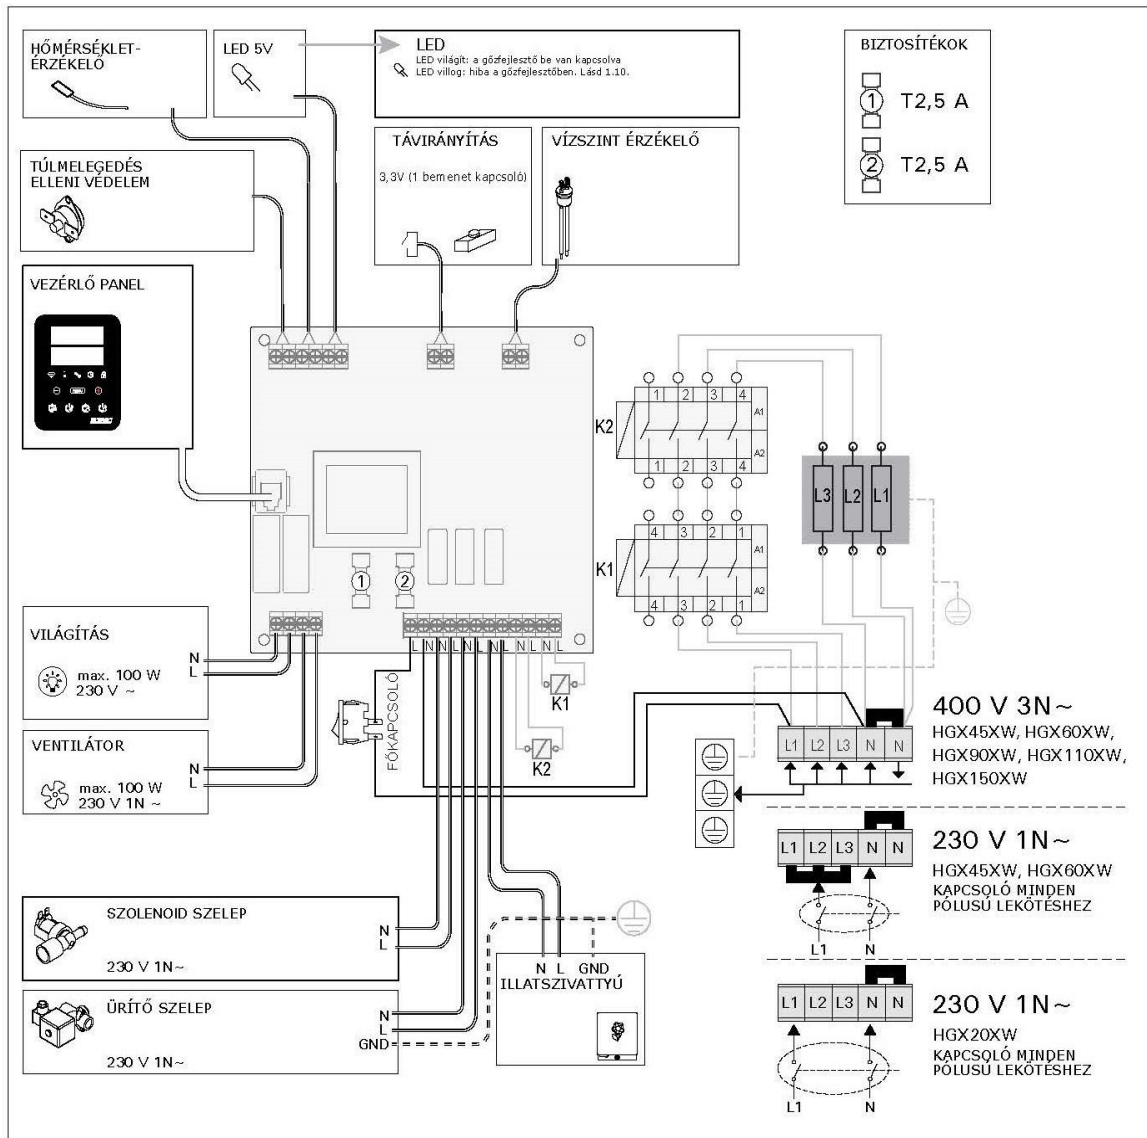 HŐMÉRSÉKLET-
ÉRZÉKELŐ
LED 5V
LED
LED világít: a gőzfejlesztő be van kapcsolva
LED villog: hiba a gőzfejlesztőben. Lásd 1.10.
BIZTOSÍTÉKOK
1 T2,5 A
2 T2,5 A
TÚLMELEGEDÉS
ELLENI VÉDELEM
TÁVIRÁNYÍTÁS
3,3V (1 bemenet kapcsoló)
VÍZSZINT ÉRZÉKELŐ
VEZÉRLŐ PANEL
1 2 3 4
A1
K2
A2
1 2 3 4
L3 L2 L1
4 3 2 1
A1
K1
A2
4 3 2 1
1 2
VILÁGÍTÁS
max. 100 W
230 V ~
N
L
L N N L N L N L N L N L
FŐKAPCSOLÓ
K1
K2
VENTILÁTOR
max. 100 W
230 V 1N ~
N
L
400 V 3N~
HGX45XW, HGX60XW,
HGX90XW, HGX110XW,
HGX150XW
L1 L2 L3 N N
230 V 1N~
HGX45XW, HGX60XW
KAPCSOLÓ MINDEN
PÓLUSÚ LEKÖTÉSHEZ
L1 L2 L3 N N
L1 N
SZOLENOID SZELEP
230 V 1N~
N
L
N L GND
ILLATSZIVATTYÚ
ÜRÍTŐ SZELEP
230 V 1N~
N
L
GND
230 V 1N~
HGX20XW
KAPCSOLÓ MINDEN
PÓLUSÚ LEKÖTÉSHEZ
L1 L2 L3 N N
L1 N